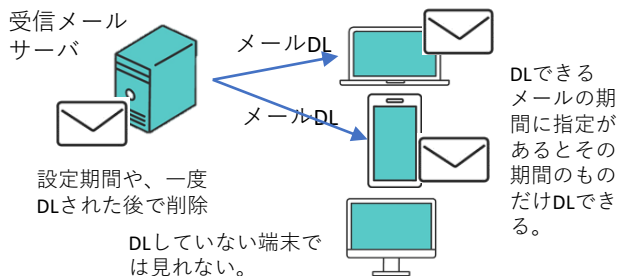 受信メール
サーバ
メールDL
メールDL
設定期間や、一度
DLされた後で削除
DLしていない端末で
は見れない。
DLできる
メールの期
間に指定が
あるとその
期間のもの
だけDLでき
る。